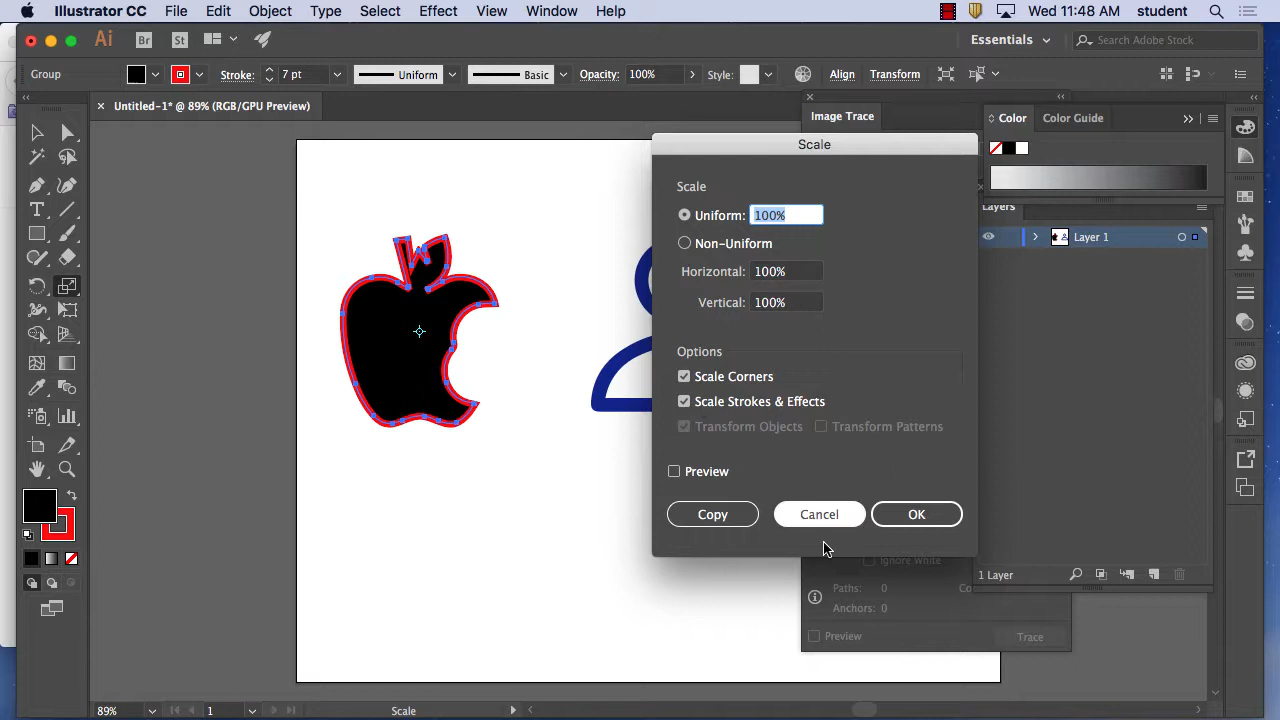 Illustrator CC File Edit Object Type Select Effect View Window Help Wed 11:48 AM student
Ai Br St Essentials Search Adobe Stock
Group Stroke: 7 pt Uniform Basic Opacity: 100% Style: Align Transform
× Untitled-1* @ 89% (RGB/GPU Preview)
Image Trace
Color Color Guide
Layers
Layer 1
Scale
Scale
Uniform: 100%
Non-Uniform
Horizontal: 100%
Vertical: 100%
Options
Scale Corners
Scale Strokes & Effects
Transform Objects Transform Patterns
Preview
Copy Cancel OK
Ignore White
Paths: 0 Co
Anchors: 0
Preview Trace
1 Layer
89% 1 Scale